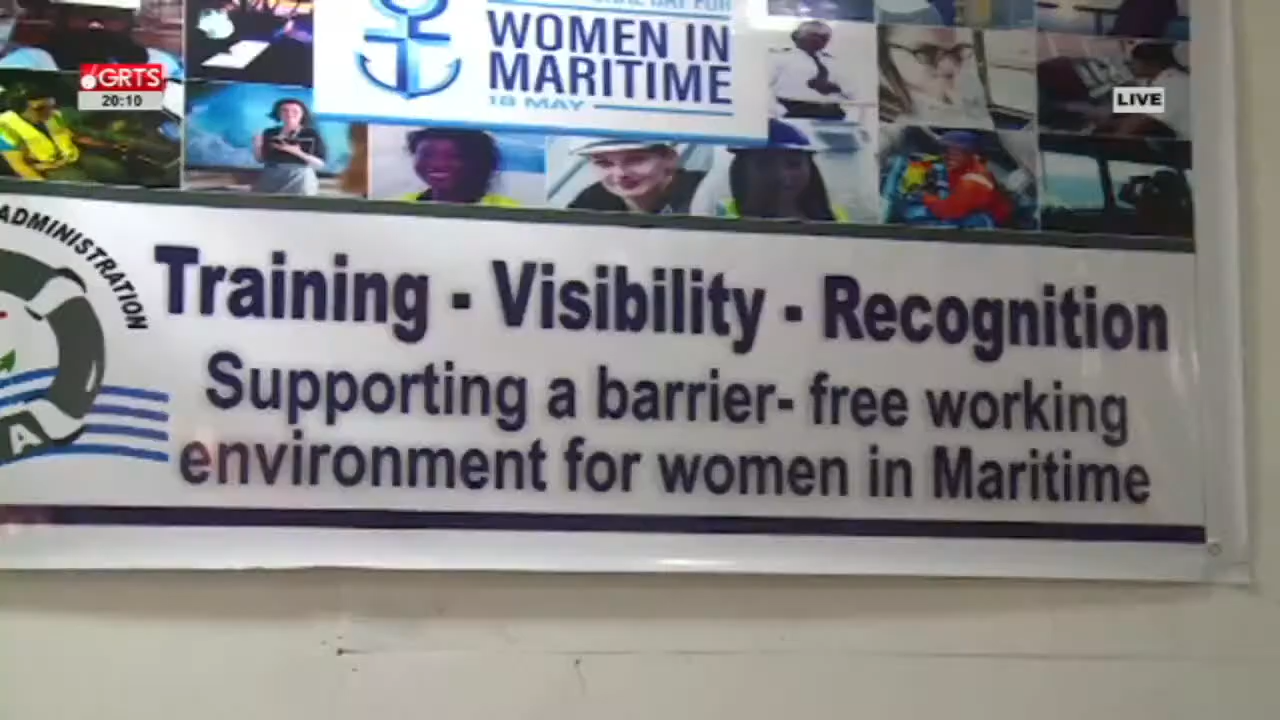 GRTS
20:10
LIVE
WOMEN IN
MARITIME
18 MAY
ADMINISTRATION
Training - Visibility - Recognition
Supporting a barrier- free working
environment for women in Maritime